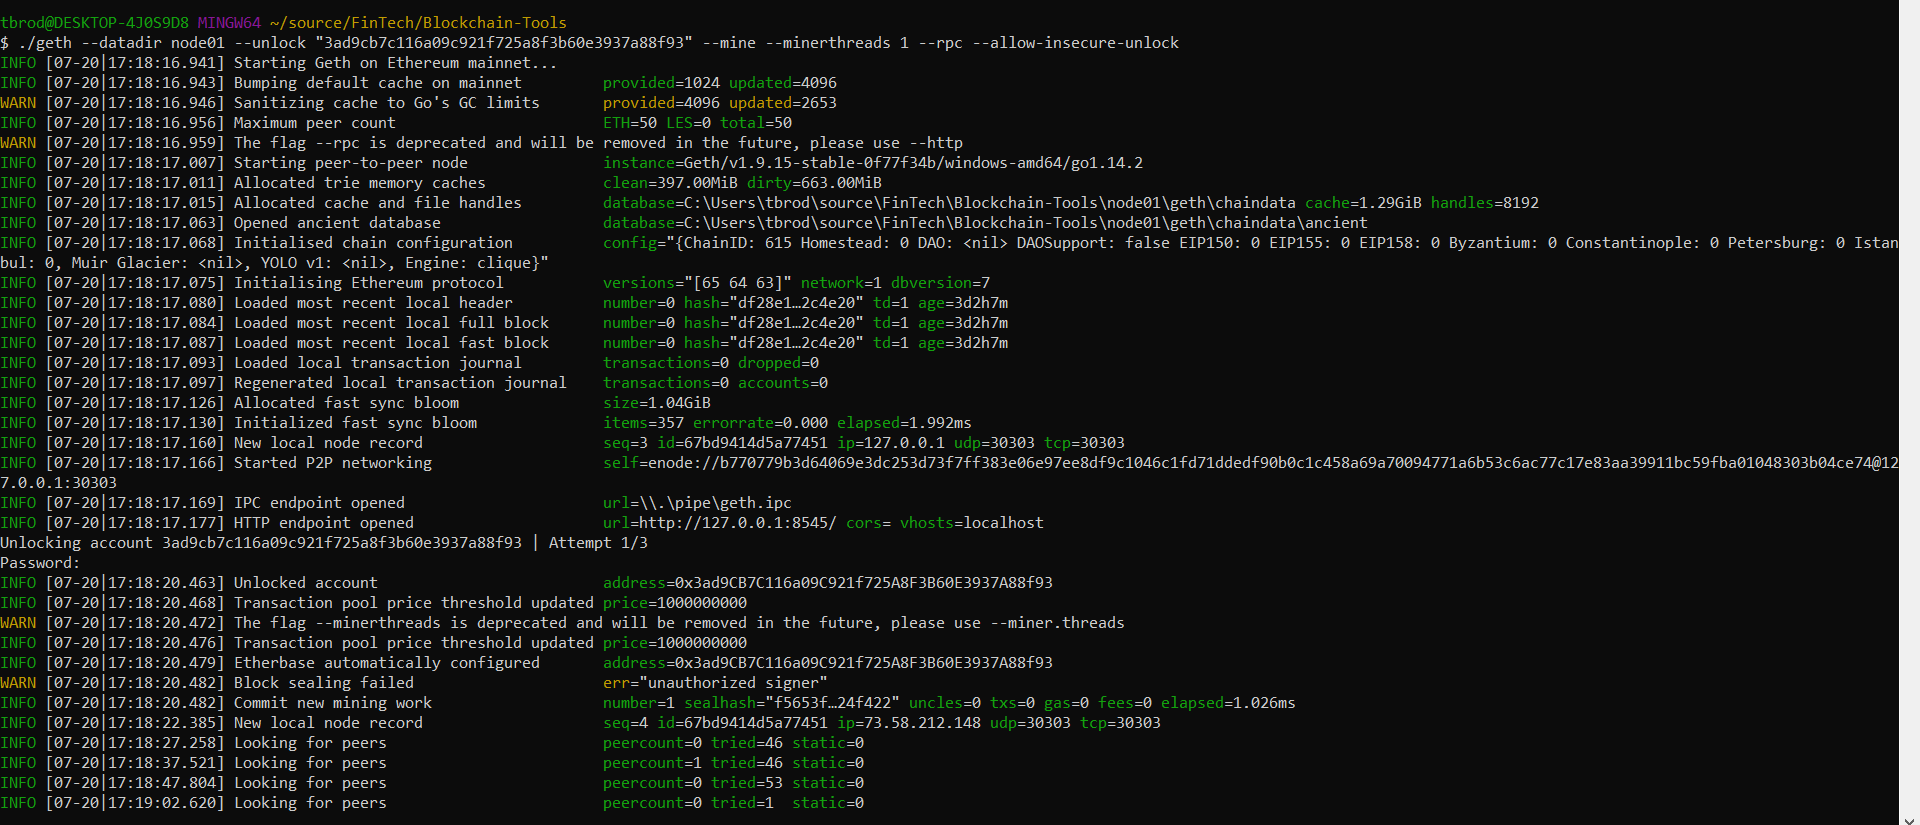 tbrod@DESKTOP-4J0S9D8 MINGW64 ~/source/FinTech/Blockchain-Tools
$ ./geth --datadir node01 --unlock "3ad9cb7c116a09c921f725a8f3b60e3937a88f93" --mine --minerthreads 1 --rpc --allow-insecure-unlock
INFO [07-20|17:18:16.941] Starting Geth on Ethereum mainnet...
INFO [07-20|17:18:16.943] Bumping default cache on mainnet provided=1024 updated=4096
WARN [07-20|17:18:16.946] Sanitizing cache to Go's GC limits provided=4096 updated=2653
INFO [07-20|17:18:16.956] Maximum peer count ETH=50 LES=0 total=50
WARN [07-20|17:18:16.959] The flag --rpc is deprecated and will be removed in the future, please use --http
INFO [07-20|17:18:17.007] Starting peer-to-peer node instance=Geth/v1.9.15-stable-0f77f34b/windows-amd64/go1.14.2
INFO [07-20|17:18:17.011] Allocated trie memory caches clean=397.00MiB dirty=663.00MiB
INFO [07-20|17:18:17.015] Allocated cache and file handles database=C:\Users\tbrod\source\FinTech\Blockchain-Tools\node01\geth\chaindata cache=1.29GiB handles=8192
INFO [07-20|17:18:17.063] Opened ancient database database=C:\Users\tbrod\source\FinTech\Blockchain-Tools\node01\geth\chaindata\ancient
INFO [07-20|17:18:17.068] Initialised chain configuration config="{ChainID: 615 Homestead: 0 DAO: <nil> DAOSupport: false EIP150: 0 EIP155: 0 EIP158: 0 Byzantium: 0 Constantinople: 0 Petersburg: 0 Istan
bul: 0, Muir Glacier: <nil>, YOLO v1: <nil>, Engine: clique}"
INFO [07-20|17:18:17.075] Initialising Ethereum protocol versions="[65 64 63]" network=1 dbversion=7
INFO [07-20|17:18:17.080] Loaded most recent local header number=0 hash="df28e1…2c4e20" td=1 age=3d2h7m
INFO [07-20|17:18:17.084] Loaded most recent local full block number=0 hash="df28e1…2c4e20" td=1 age=3d2h7m
INFO [07-20|17:18:17.087] Loaded most recent local fast block number=0 hash="df28e1…2c4e20" td=1 age=3d2h7m
INFO [07-20|17:18:17.093] Loaded local transaction journal transactions=0 dropped=0
INFO [07-20|17:18:17.097] Regenerated local transaction journal transactions=0 accounts=0
INFO [07-20|17:18:17.126] Allocated fast sync bloom size=1.04GiB
INFO [07-20|17:18:17.130] Initialized fast sync bloom items=357 errorrate=0.000 elapsed=1.992ms
INFO [07-20|17:18:17.160] New local node record seq=3 id=67bd9414d5a77451 ip=127.0.0.1 udp=30303 tcp=30303
INFO [07-20|17:18:17.166] Started P2P networking self=enode://b770779b3d64069e3dc253d73f7ff383e06e97ee8df9c1046c1fd71ddedf90b0c1c458a69a70094771a6b53c6ac77c17e83aa39911bc59fba01048303b04ce74@12
7.0.0.1:30303
INFO [07-20|17:18:17.169] IPC endpoint opened url=\\.\pipe\geth.ipc
INFO [07-20|17:18:17.177] HTTP endpoint opened url=http://127.0.0.1:8545/ cors= vhosts=localhost
Unlocking account 3ad9cb7c116a09c921f725a8f3b60e3937a88f93 | Attempt 1/3
Password:
INFO [07-20|17:18:20.463] Unlocked account address=0x3ad9CB7C116a09C921f725A8F3B60E3937A88f93
INFO [07-20|17:18:20.468] Transaction pool price threshold updated price=1000000000
WARN [07-20|17:18:20.472] The flag --minerthreads is deprecated and will be removed in the future, please use --miner.threads
INFO [07-20|17:18:20.476] Transaction pool price threshold updated price=1000000000
INFO [07-20|17:18:20.479] Etherbase automatically configured address=0x3ad9CB7C116a09C921f725A8F3B60E3937A88f93
WARN [07-20|17:18:20.482] Block sealing failed err="unauthorized signer"
INFO [07-20|17:18:20.482] Commit new mining work number=1 sealhash="f5653f…24f422" uncles=0 txs=0 gas=0 fees=0 elapsed=1.026ms
INFO [07-20|17:18:22.385] New local node record seq=4 id=67bd9414d5a77451 ip=73.58.212.148 udp=30303 tcp=30303
INFO [07-20|17:18:27.258] Looking for peers peercount=0 tried=46 static=0
INFO [07-20|17:18:37.521] Looking for peers peercount=1 tried=46 static=0
INFO [07-20|17:18:47.804] Looking for peers peercount=0 tried=53 static=0
INFO [07-20|17:19:02.620] Looking for peers peercount=0 tried=1 static=0